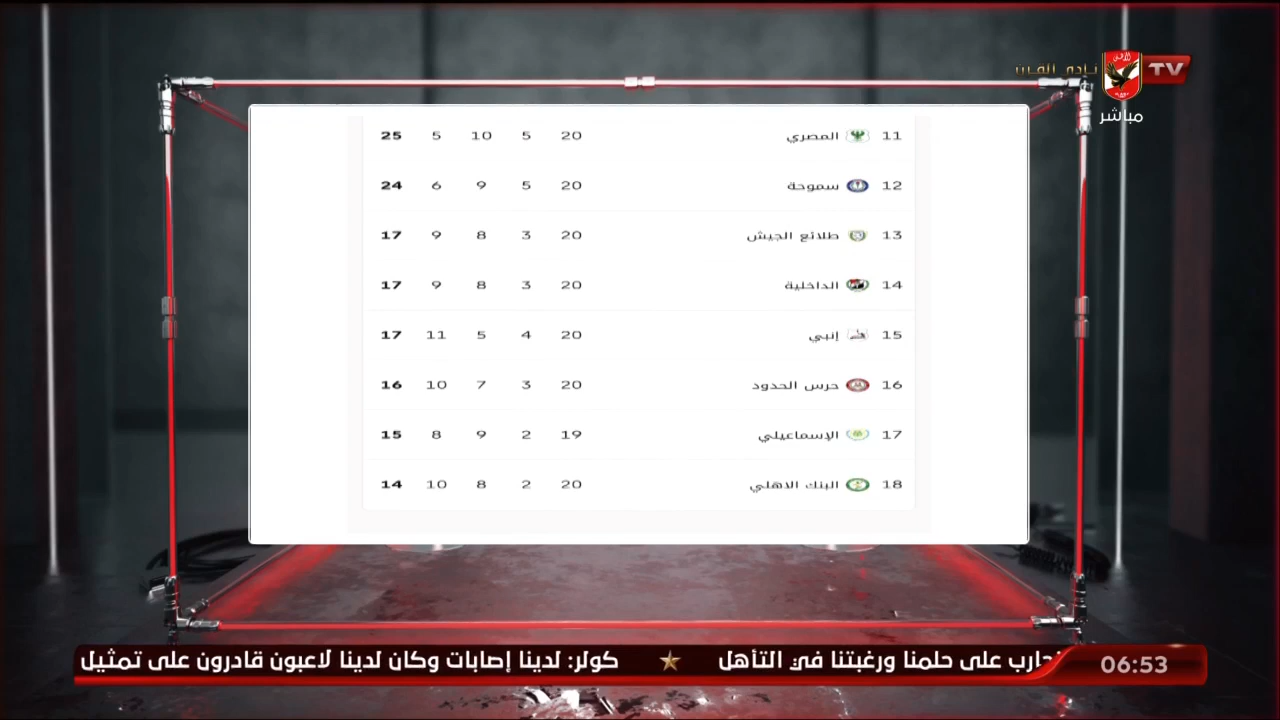 نادي القرن
TV
مباشر
11 المصري 20 5 10 5 25
12 سموحة 20 5 9 6 24
13 طلائع الجيش 20 3 8 9 17
14 الداخلية 20 3 8 9 17
15 إنبي 20 4 5 11 17
16 حرس الحدود 20 3 7 10 16
17 الإسماعيلي 19 2 9 8 15
18 البنك الاهلي 20 2 8 10 14
06:53
على حلمنا ورغبتنا في التأهل ★ كولر: لدينا إصابات وكان لدينا لاعبون قادرون على تمثيل